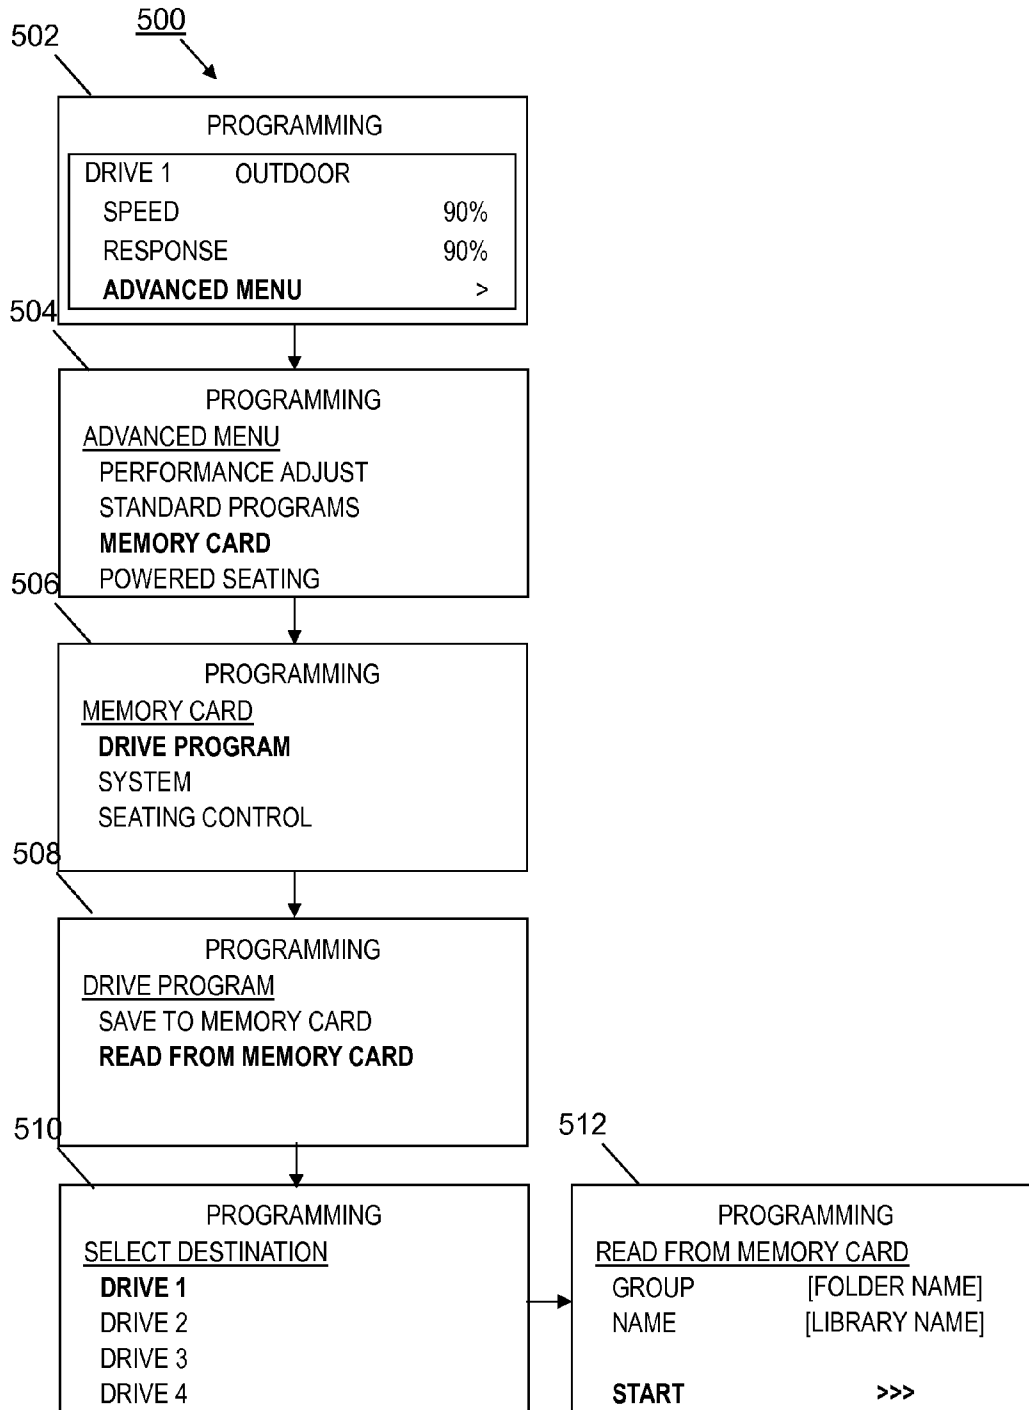 500
502
PROGRAMMING
DRIVE 1 OUTDOOR
SPEED 90%
RESPONSE 90%
ADVANCED MENU >
504
PROGRAMMING
ADVANCED MENU
PERFORMANCE ADJUST
STANDARD PROGRAMS
MEMORY CARD
POWERED SEATING
506
PROGRAMMING
MEMORY CARD
DRIVE PROGRAM
SYSTEM
SEATING CONTROL
508
PROGRAMMING
DRIVE PROGRAM
SAVE TO MEMORY CARD
READ FROM MEMORY CARD
510
PROGRAMMING
SELECT DESTINATION
DRIVE 1
DRIVE 2
DRIVE 3
DRIVE 4
512
PROGRAMMING
READ FROM MEMORY CARD
GROUP [FOLDER NAME]
NAME [LIBRARY NAME]
START >>>